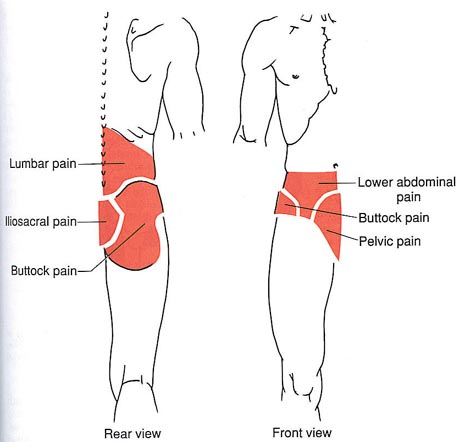 Lumbar pain
Iliosacral pain
Buttock pain
Lower abdominal
pain
Buttock pain
Pelvic pain
Rear view
Front view